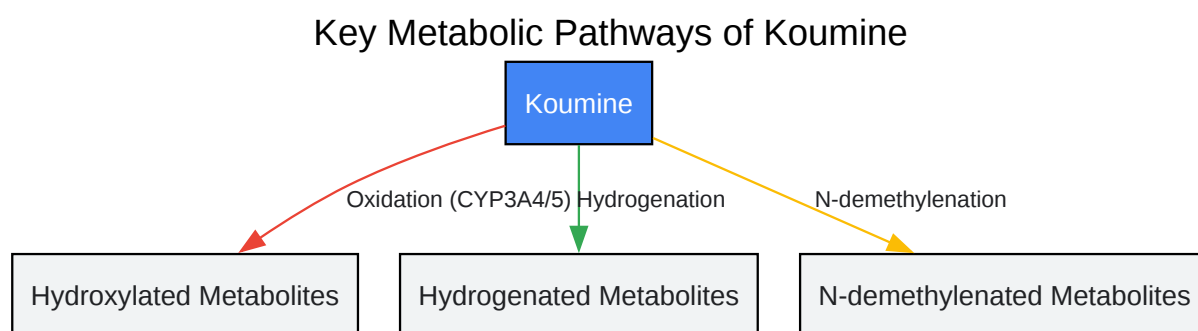 Key Metabolic Pathways of Koumine
Koumine
Oxidation (CYP3A4/5)
Hydrogenation
N-demethylenation
Hydroxylated Metabolites
Hydrogenated Metabolites
N-demethylenated Metabolites